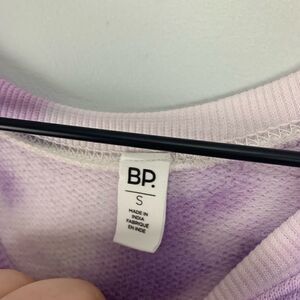 BP.
S
MADE IN
INDIA
FABRIQUÉ
EN INDE